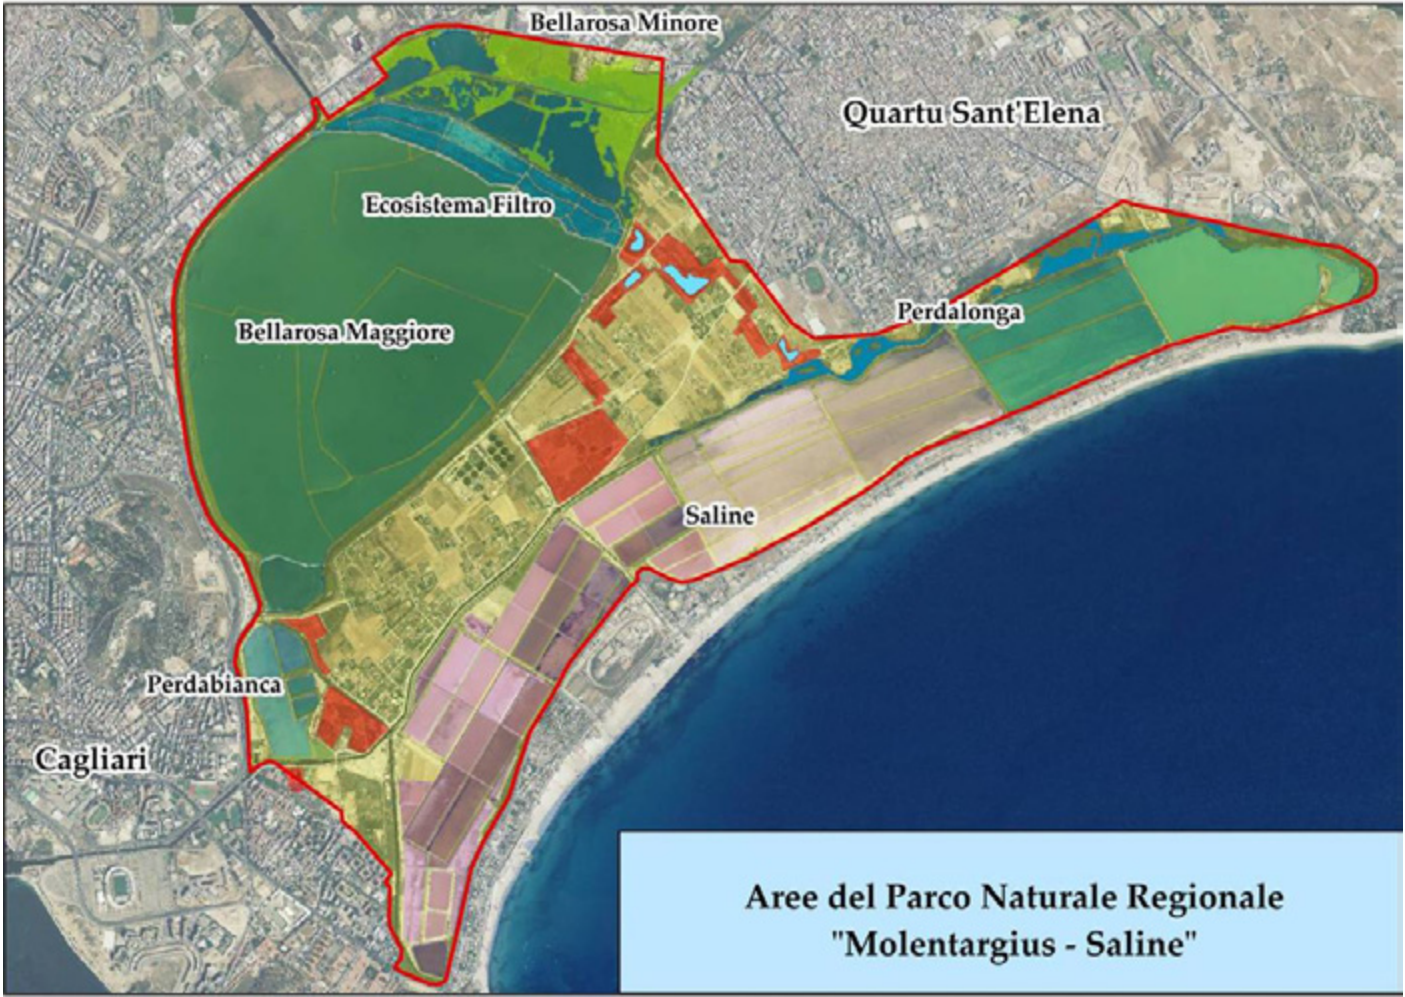 Bellarosa Minore
Quartu Sant'Elena
Ecosistema Filtro
Perdalonga
Bellarosa Maggiore
Saline
Perdabianca
Cagliari
Aree del Parco Naturale Regionale
"Molentargius - Saline"